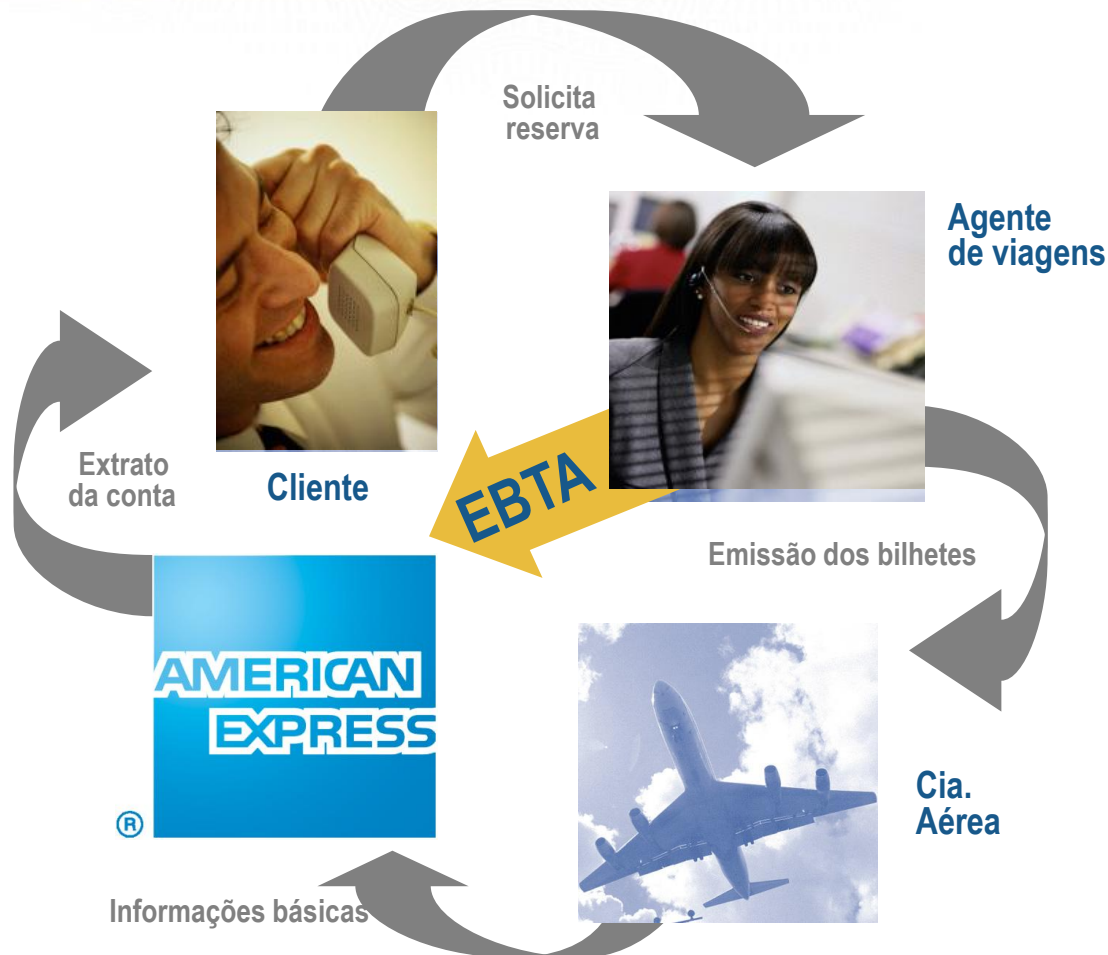 Solicita
reserva
Agente
de viagens
Extrato
da conta
Cliente
EBTA
Emissão dos bilhetes
AMERICAN
EXPRESS
®
Cia.
Aérea
Informações básicas